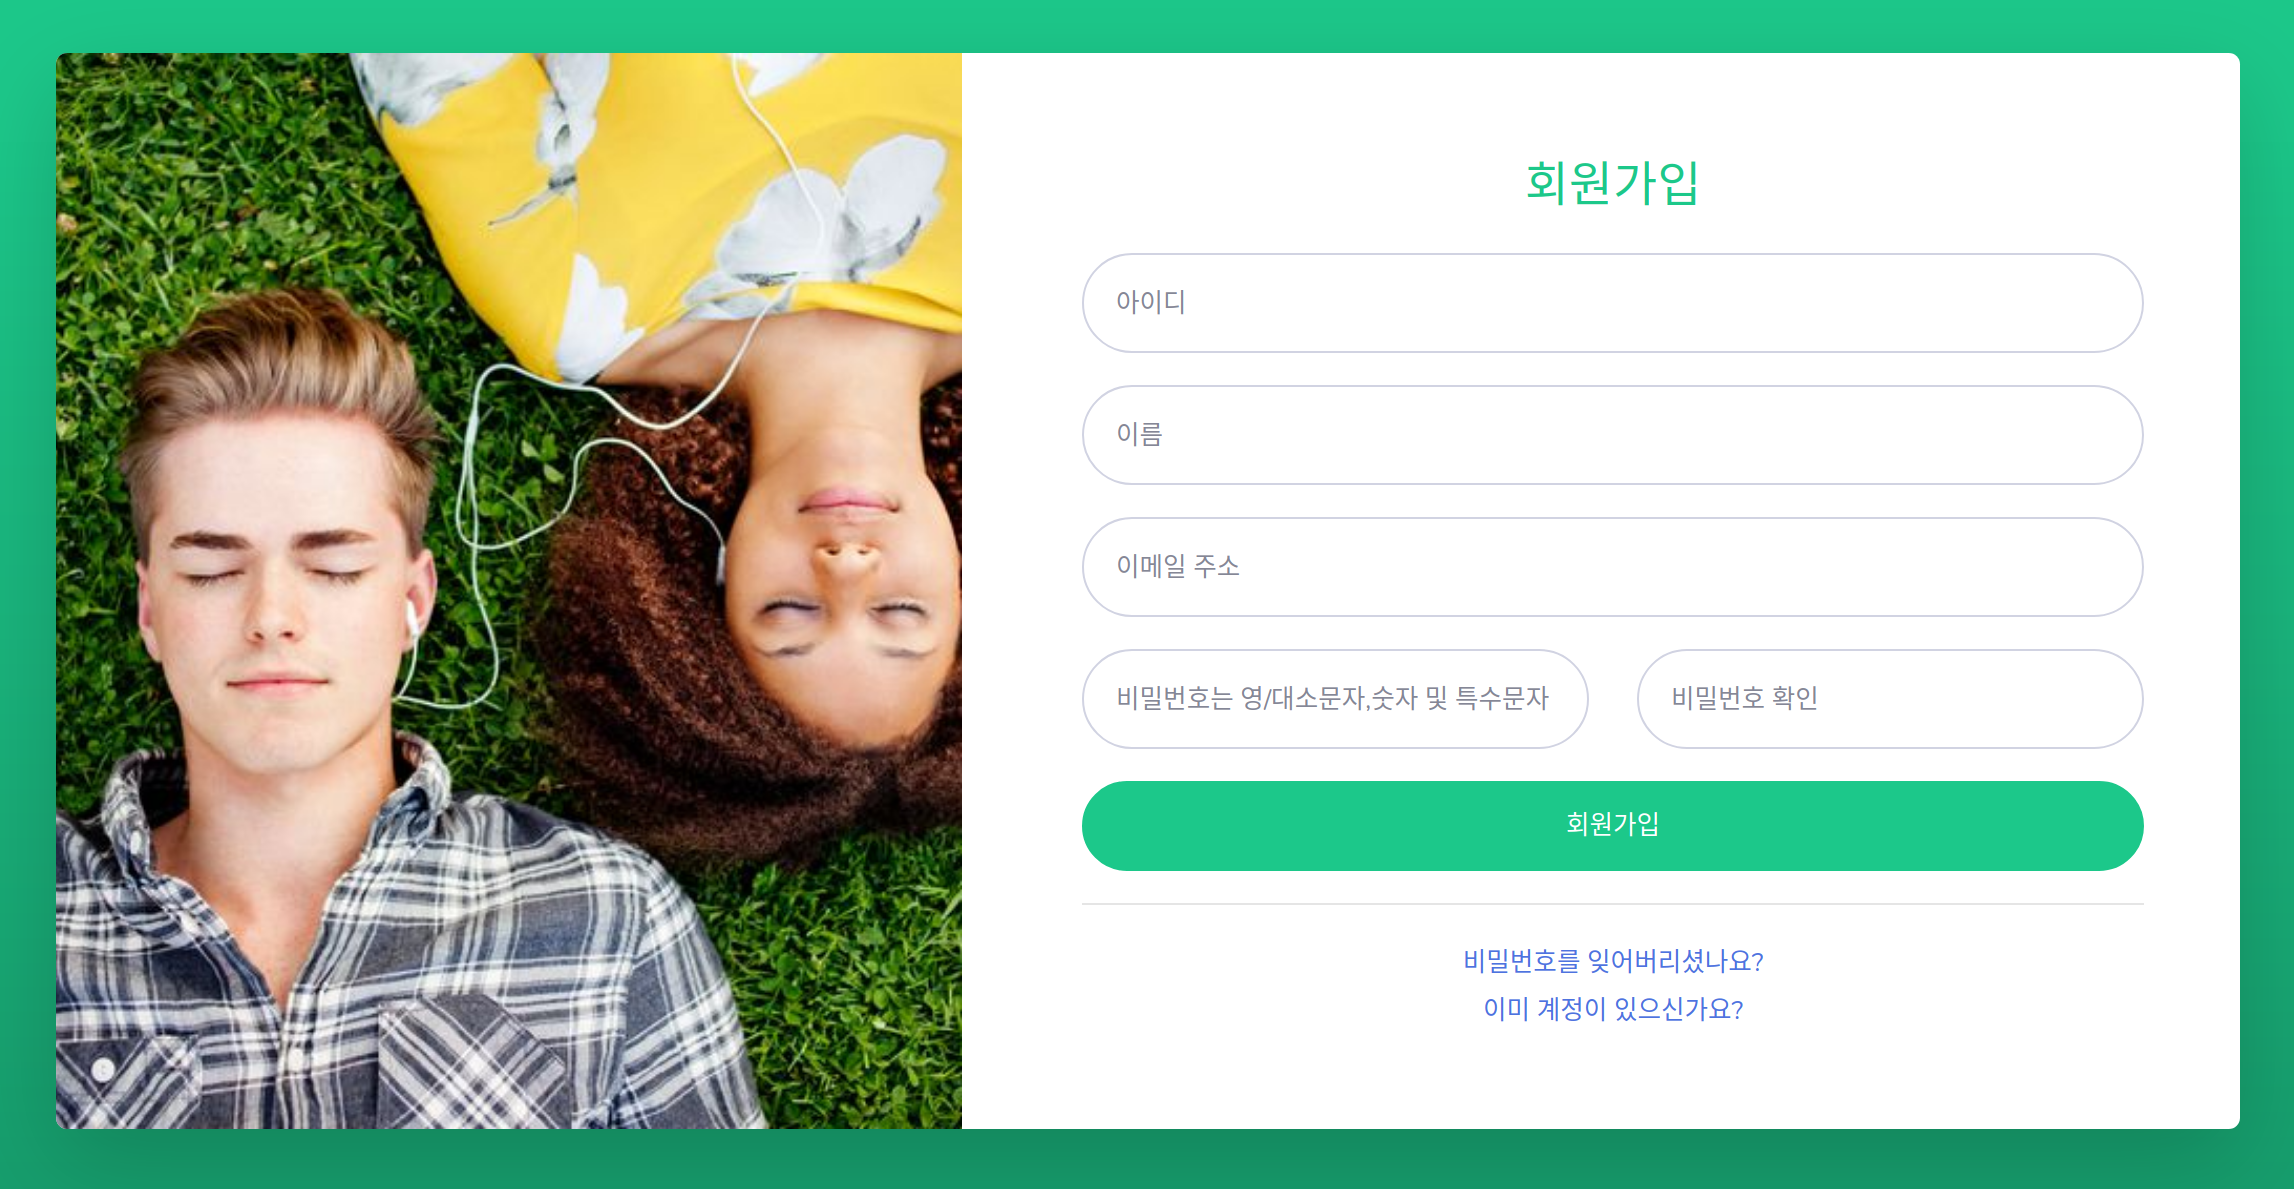 회원가입
아이디
이름
이메일 주소
비밀번호는 영/대소문자,숫자 및 특수문자
비밀번호 확인
회원가입
비밀번호를 잊어버리셨나요?
이미 계정이 있으신가요?